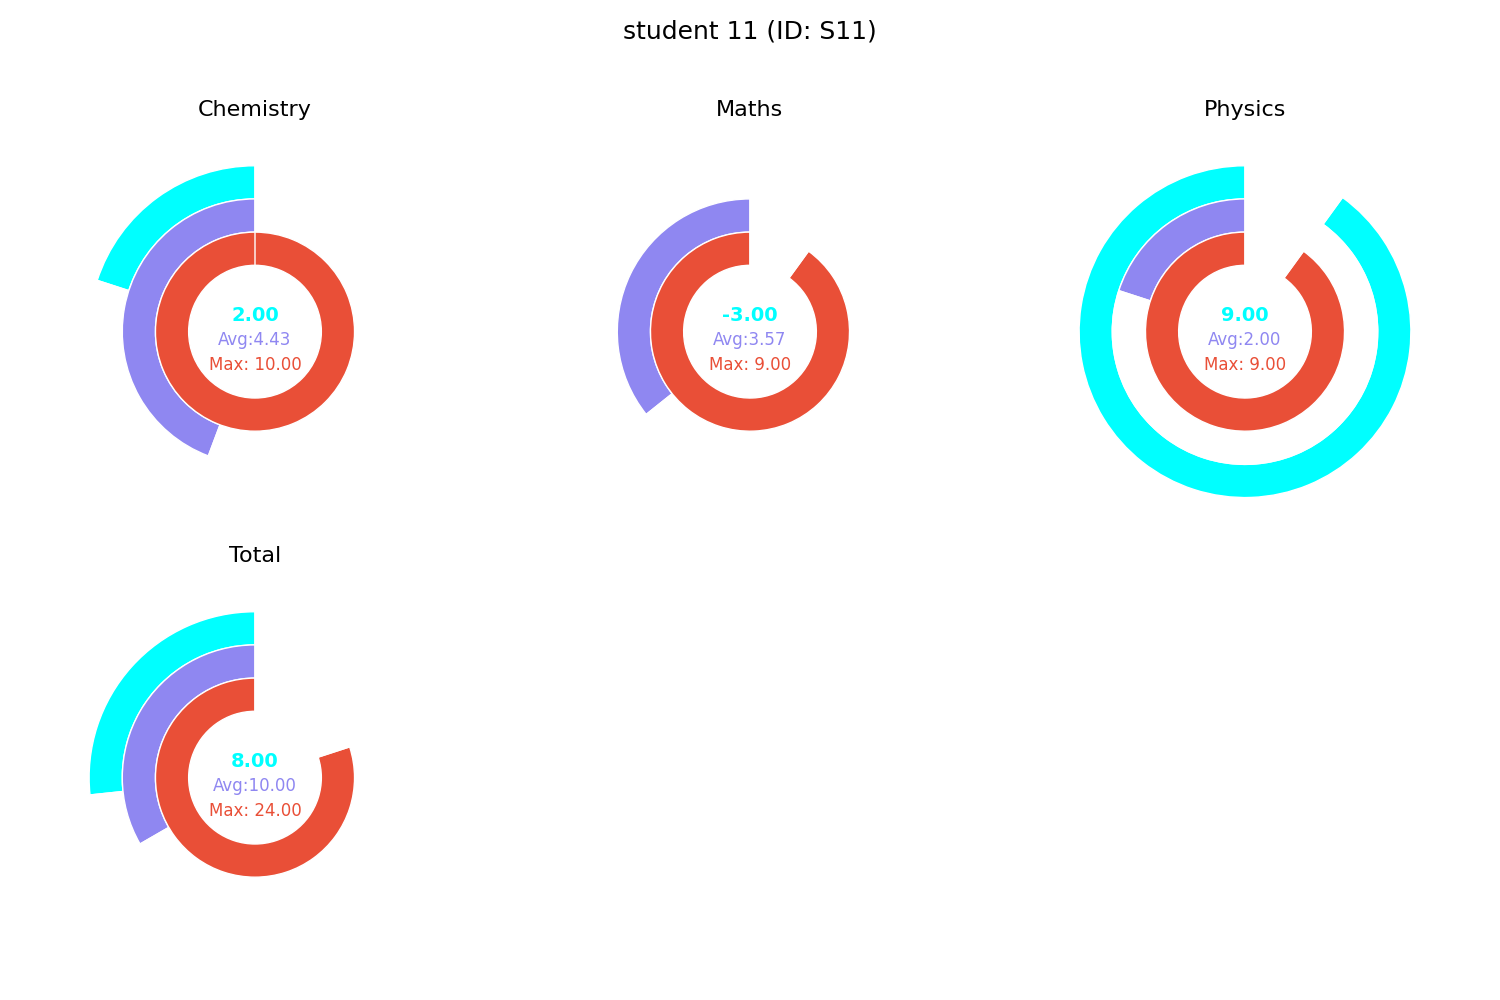 student 11 (ID: S11)
Chemistry
2.00
Avg:4.43
Max: 10.00
Maths
-3.00
Avg:3.57
Max: 9.00
Physics
9.00
Avg:2.00
Max: 9.00
Total
8.00
Avg:10.00
Max: 24.00